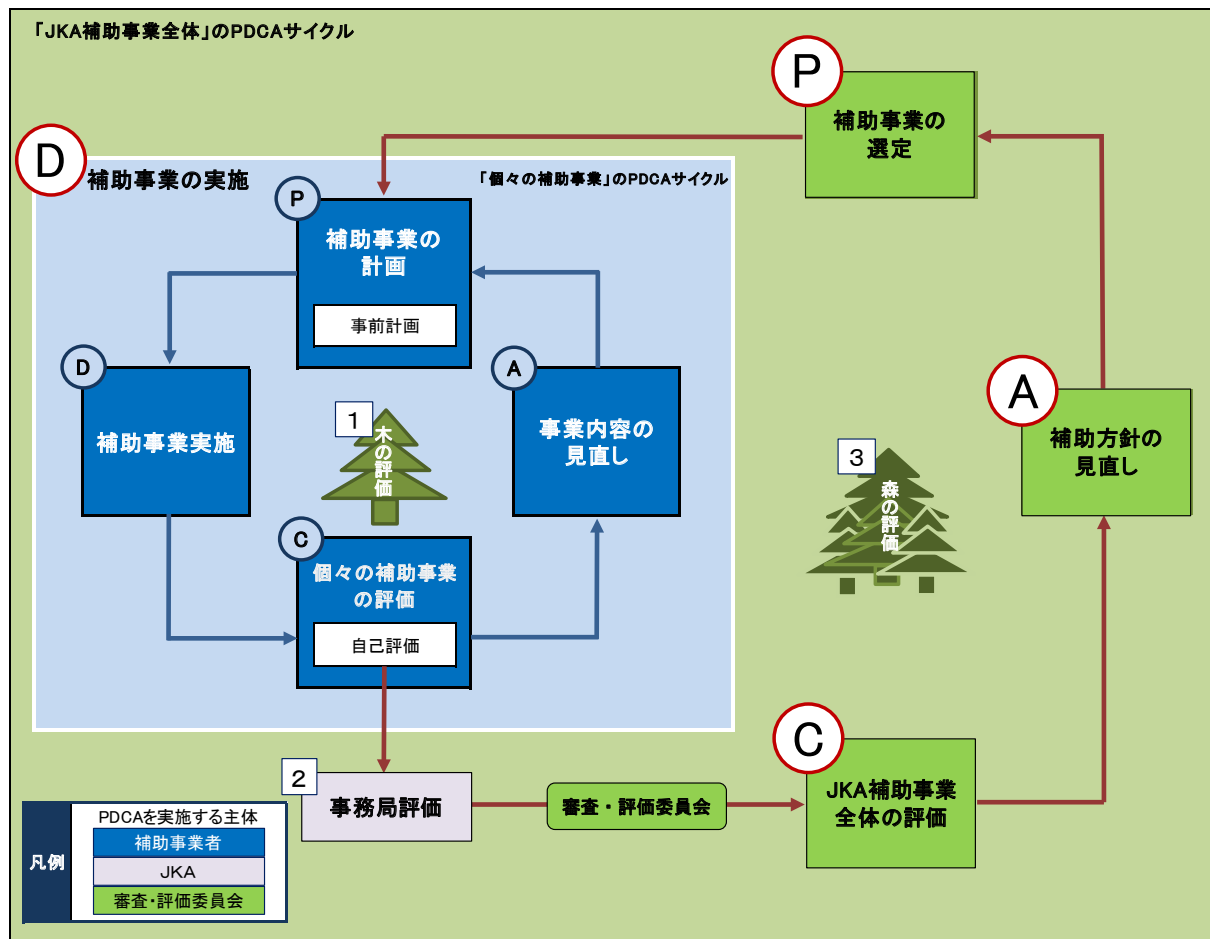 「JKA補助事業全体」のPDCAサイクル
P
補助事業の
選定
D
補助事業の実施
「個々の補助事業」のPDCAサイクル
P
補助事業の
計画
事前計画
D
補助事業実施
A
事業内容の
見直し
1
木の評価
C
個々の補助事業
の評価
自己評価
A
補助方針の
見直し
3
森の評価
2
事務局評価
審査・評価委員会
C
JKA補助事業
全体の評価
凡例
PDCAを実施する主体
補助事業者
JKA
審査・評価委員会